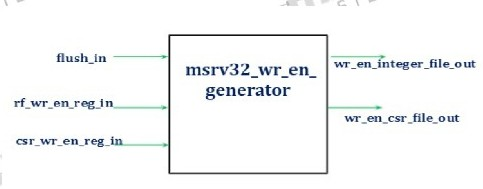 flush_in
rf_wr_en_reg_in
csr_wr_en_reg_in
msrv32_wr_en_
generator
wr_en_integer_file_out
wr_en_csr_file_out